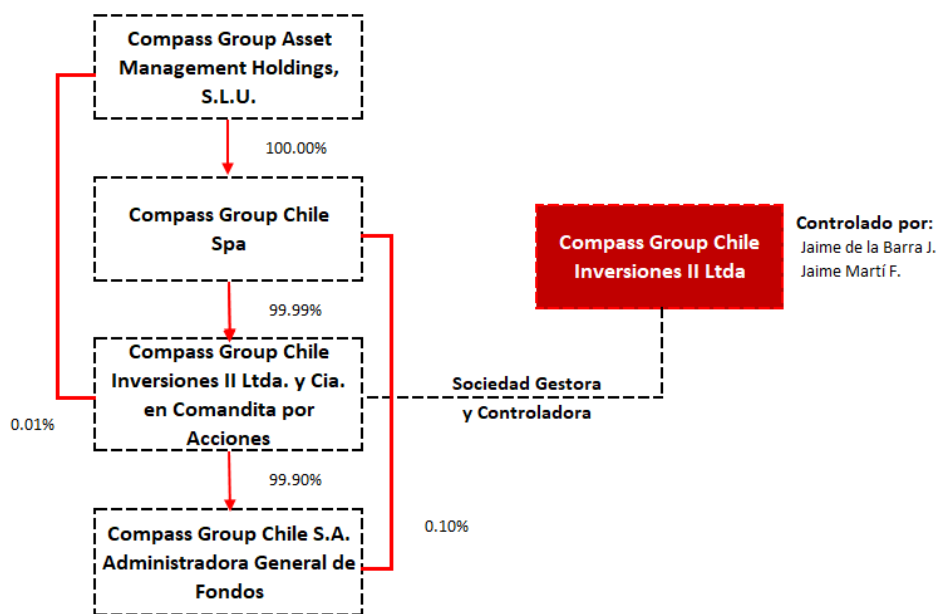 Compass Group Asset
Management Holdings,
S.L.U.
100.00%
Compass Group Chile
Spa
Compass Group Chile
Inversiones II Ltda
Controlado por:
Jaime de la Barra J.
Jaime Martí F.
99.99%
Compass Group Chile
Inversiones II Ltda. y Cia.
en Comandita por
Acciones
Sociedad Gestora
y Controladora
0.01%
99.90%
0.10%
Compass Group Chile S.A.
Administradora General de
Fondos